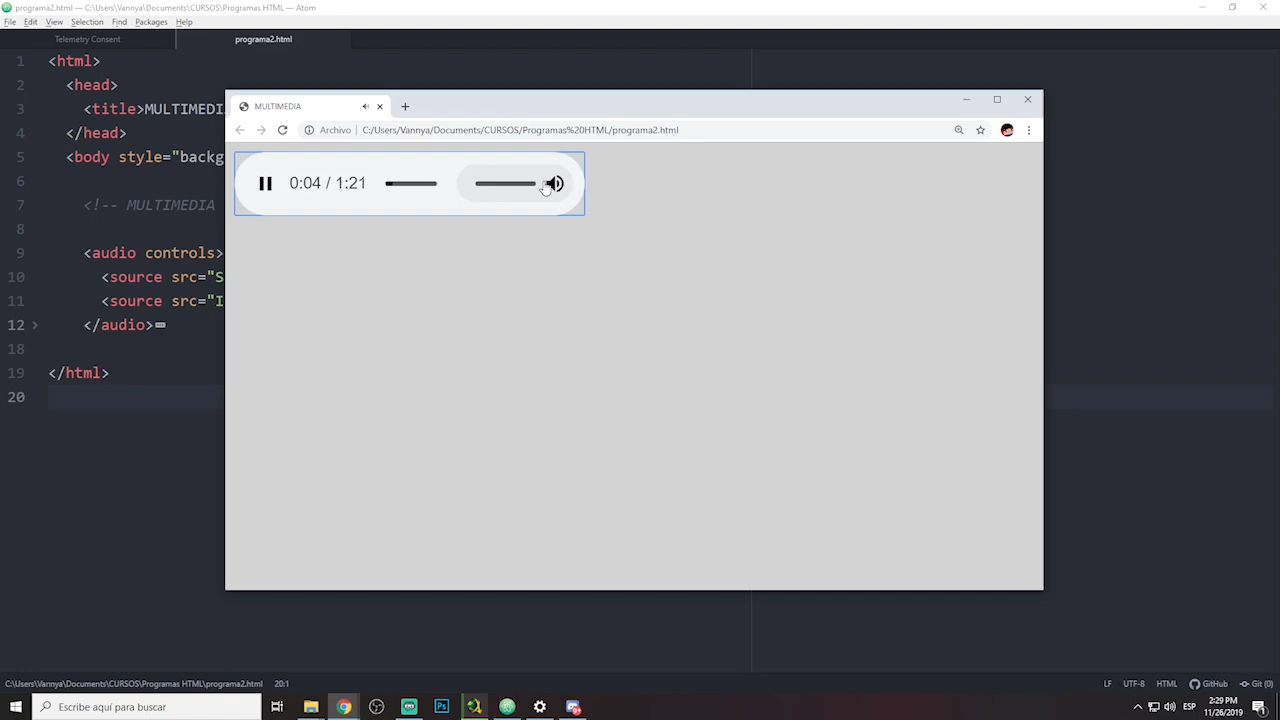 programa2.html — C:\Users\Vannya\Documents\CURSOS\Programas HTML — Atom
File Edit View Selection Find Packages Help
Telemetry Consent programa2.html
1 <html>
2 <head>
3 <title>MULTIMEDI
4 </head>
5 <body style="backg
6
7 <!-- MULTIMEDIA
8
9 <audio controls>
10 <source src="S
11 <source src="I
12 </audio>
18
19 </html>
20
MULTIMEDIA
Archivo C:/Users/Vannya/Documents/CURSOS/Programas%20HTML/programa2.html
0:04 / 1:21
C:\Users\Vannya\Documents\CURSOS\Programas HTML\programa2.html 20:1 LF UTF-8 HTML GitHub Git (0)
Escribe aquí para buscar
Ps
ESP
2:29 PM
11/26/2019
1